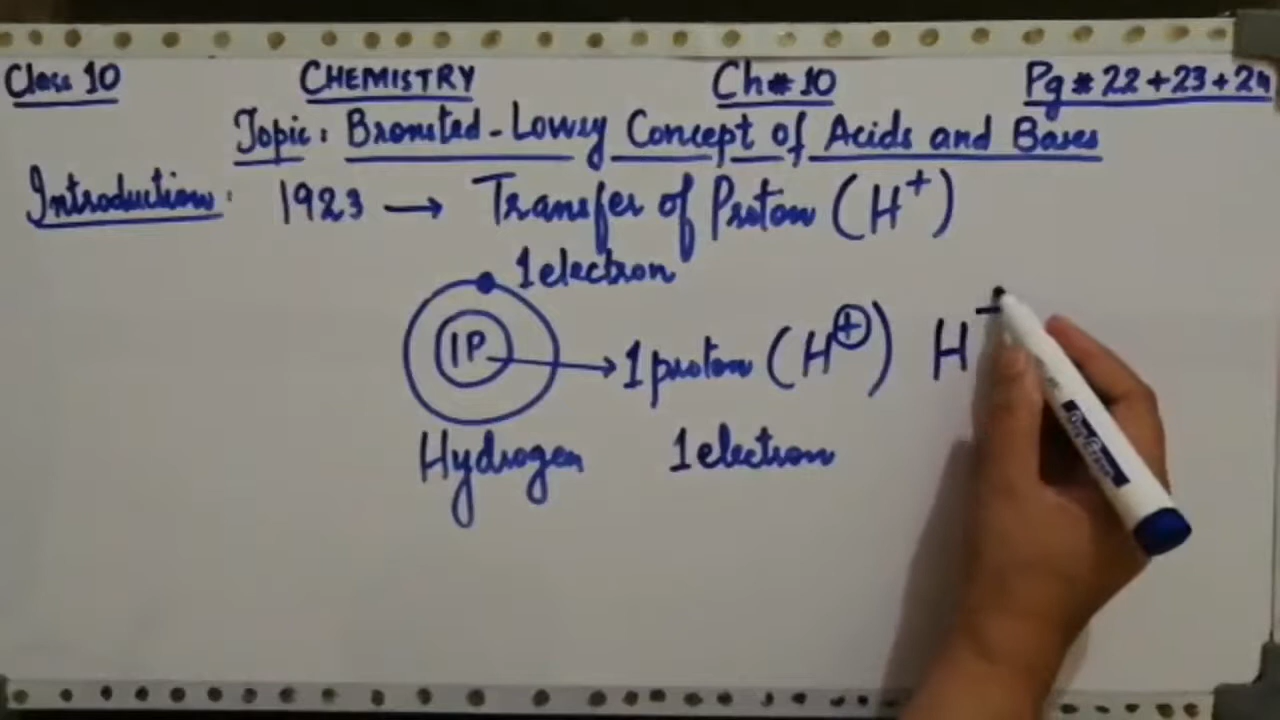 Class 10 CHEMISTRY Ch # 10 Pg # 22+23+24
Topic: Bronsted-Lowry Concept of Acids and Bases
Introduction: 1923 → Transfer of Proton (H⁺)
1 electron
1P → 1 proton (H⁺) H
Hydrogen 1 electron